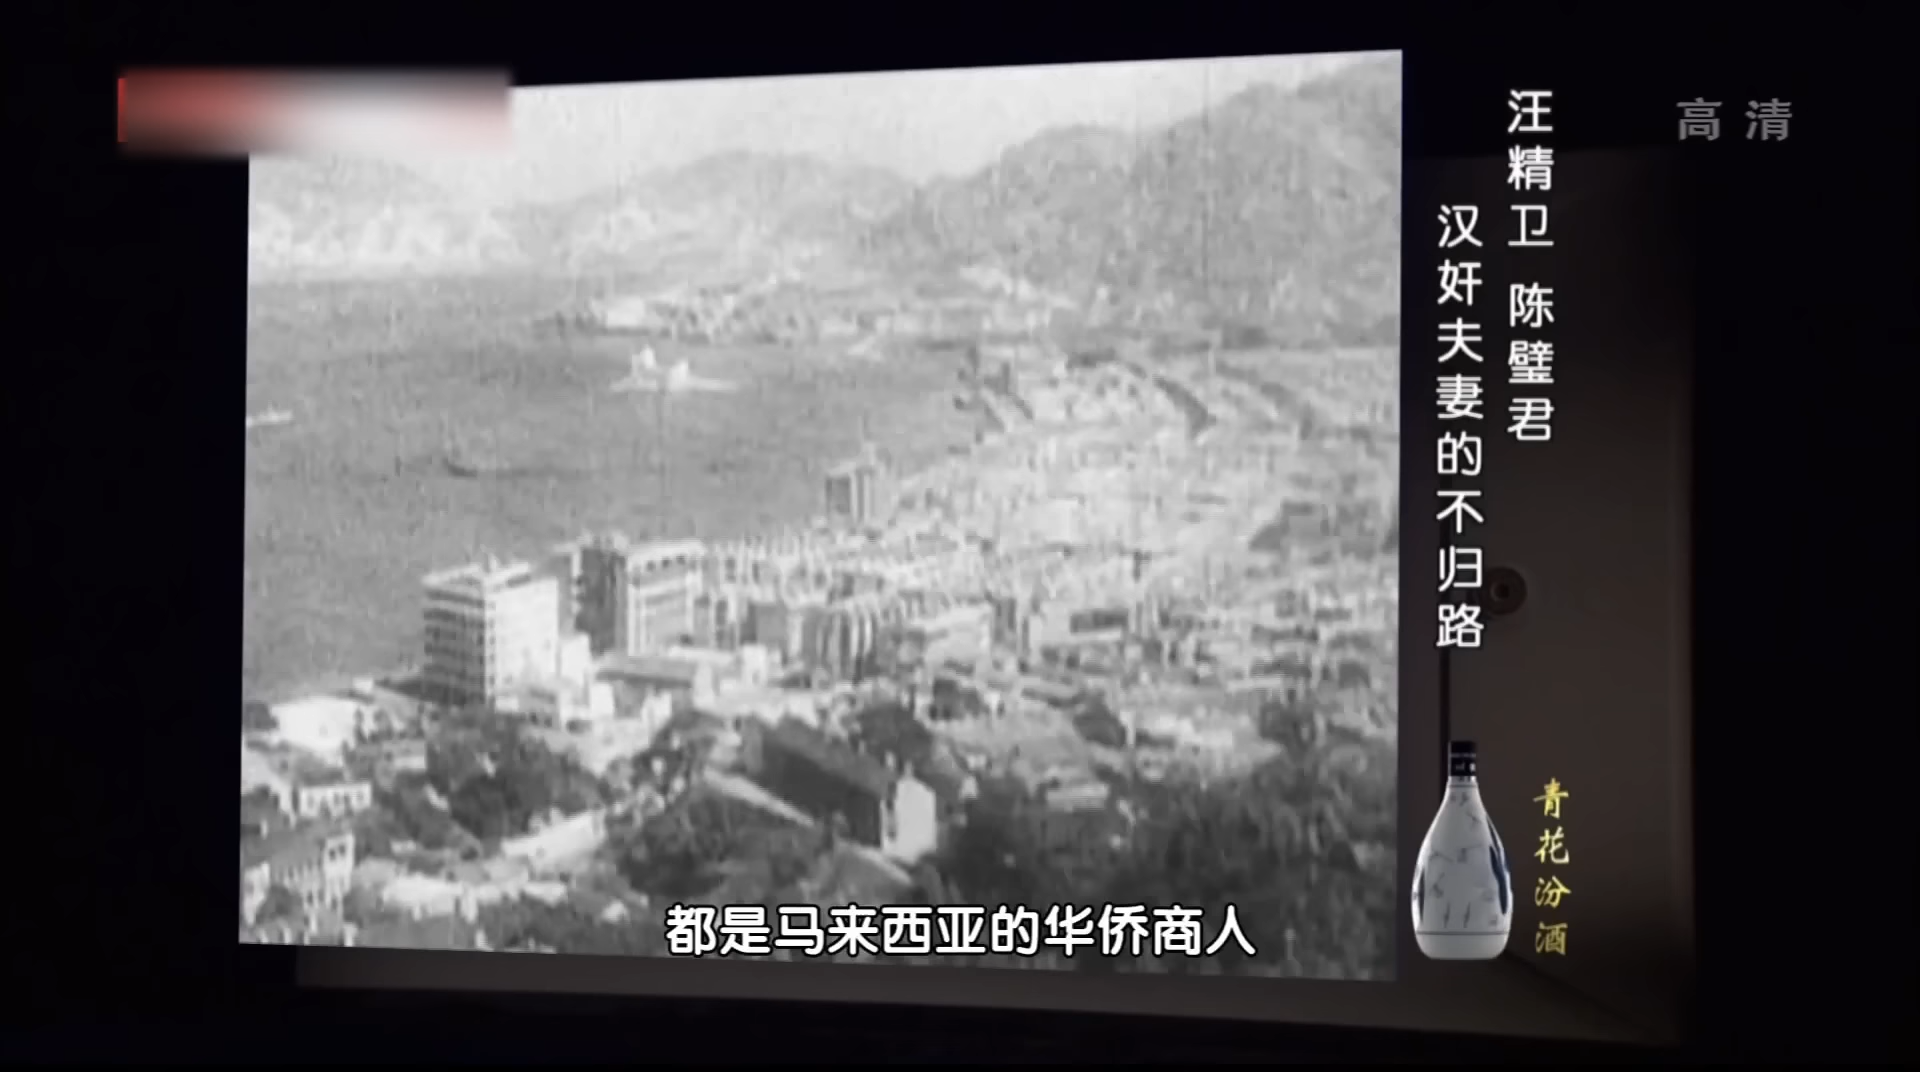 高清
汪精卫 陈璧君
汉奸夫妻的不归路
青花汾酒
都是马来西亚的华侨商人